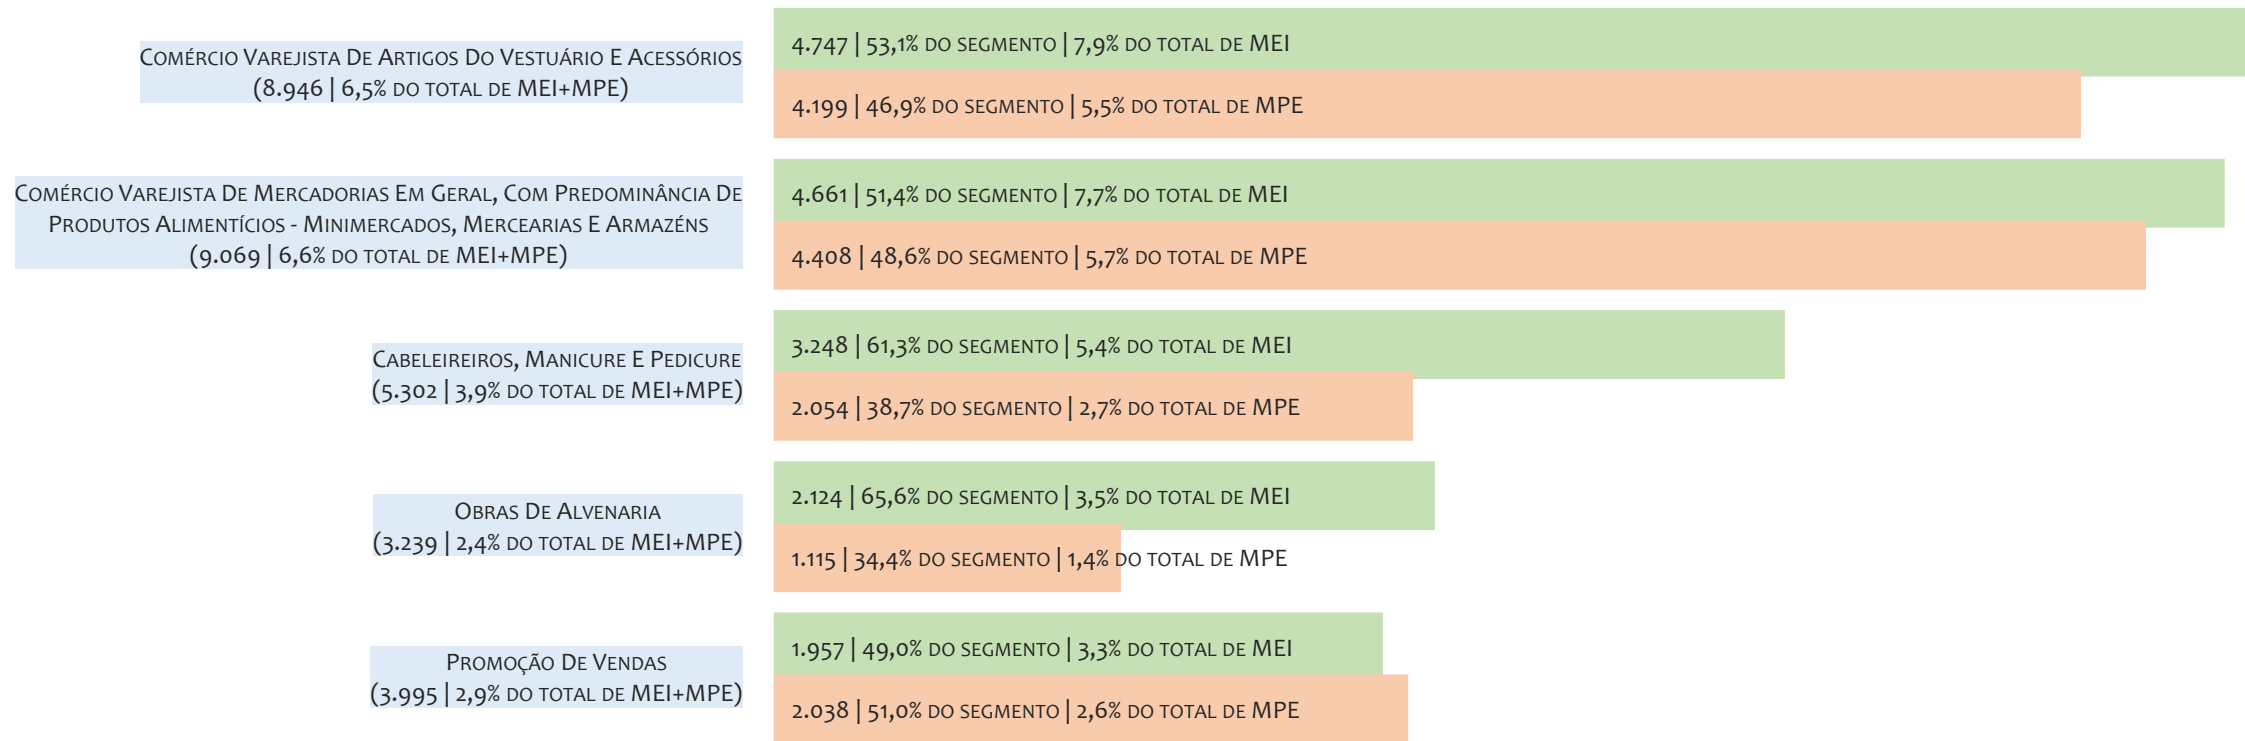 Comércio Varejista De Artigos Do Vestuário E Acessórios
(8.946 | 6,5% do total de MEI+MPE)
4.747 | 53,1% do segmento | 7,9% do total de MEI
4.199 | 46,9% do segmento | 5,5% do total de MPE
Comércio Varejista De Mercadorias Em Geral, Com Predominância De
Produtos Alimentícios - Minimercados, Mercearias E Armazéns
(9.069 | 6,6% do total de MEI+MPE)
4.661 | 51,4% do segmento | 7,7% do total de MEI
4.408 | 48,6% do segmento | 5,7% do total de MPE
Cabeleireiros, Manicure E Pedicure
(5.302 | 3,9% do total de MEI+MPE)
3.248 | 61,3% do segmento | 5,4% do total de MEI
2.054 | 38,7% do segmento | 2,7% do total de MPE
Obras De Alvenaria
(3.239 | 2,4% do total de MEI+MPE)
2.124 | 65,6% do segmento | 3,5% do total de MEI
1.115 | 34,4% do segmento | 1,4% do total de MPE
Promoção De Vendas
(3.995 | 2,9% do total de MEI+MPE)
1.957 | 49,0% do segmento | 3,3% do total de MEI
2.038 | 51,0% do segmento | 2,6% do total de MPE